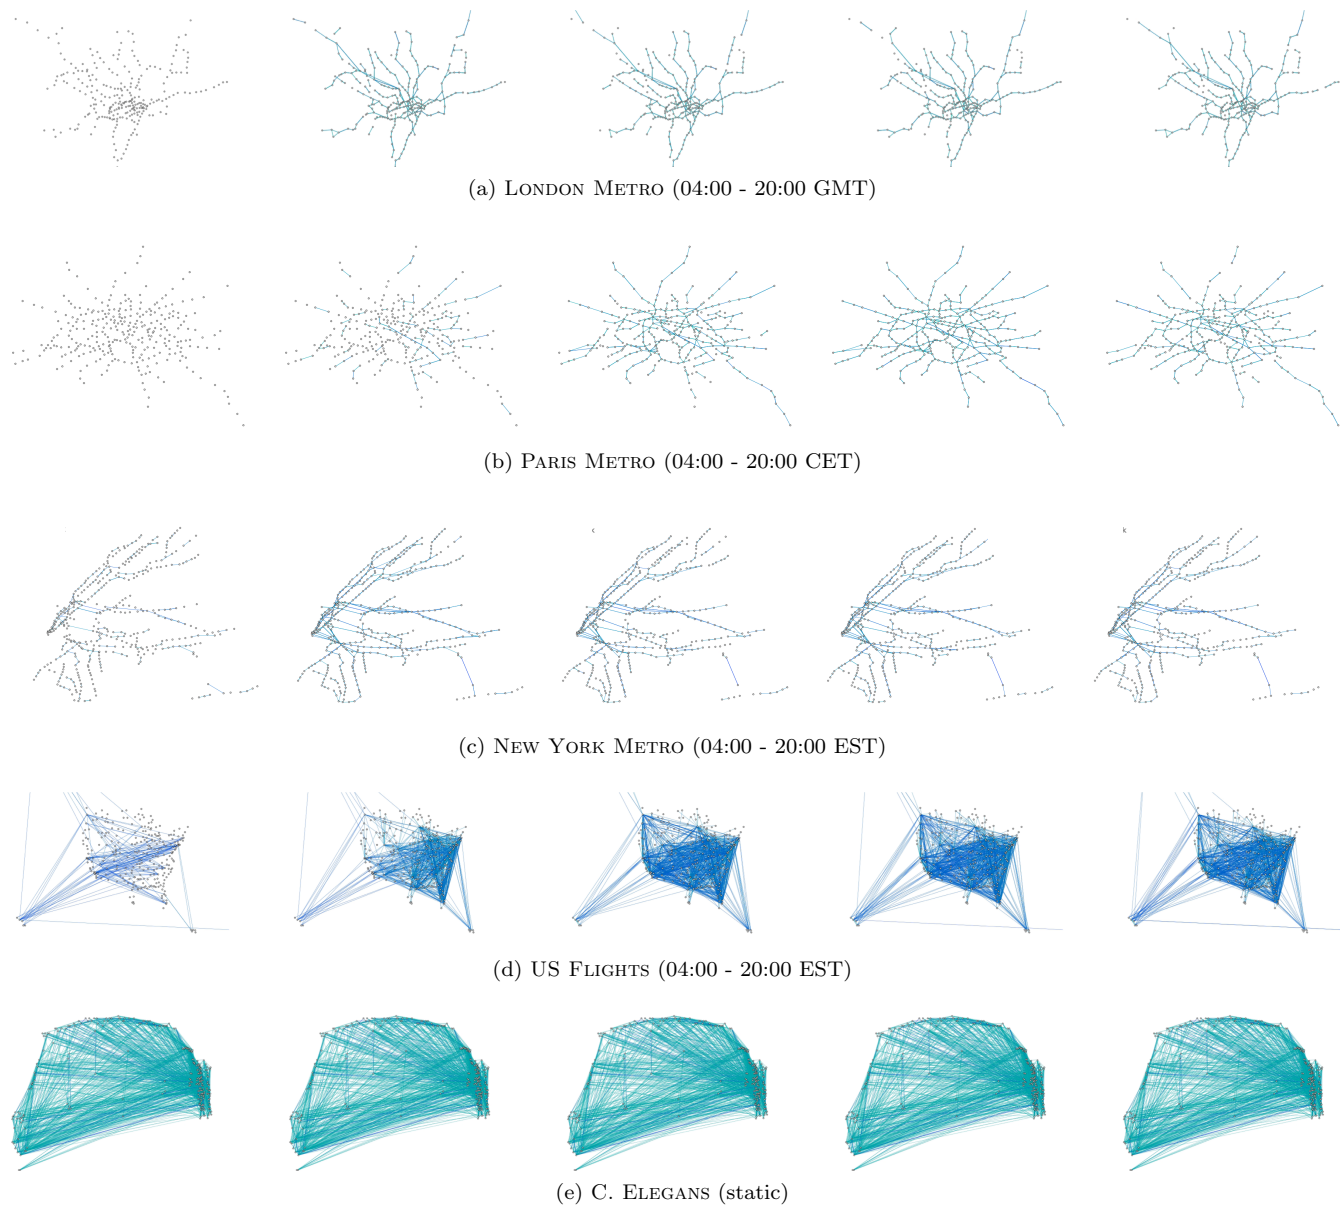 (a) London Metro (04:00 - 20:00 GMT)
(b) Paris Metro (04:00 - 20:00 CET)
(c) New York Metro (04:00 - 20:00 EST)
(d) US Flights (04:00 - 20:00 EST)
(e) C. Elegans (static)